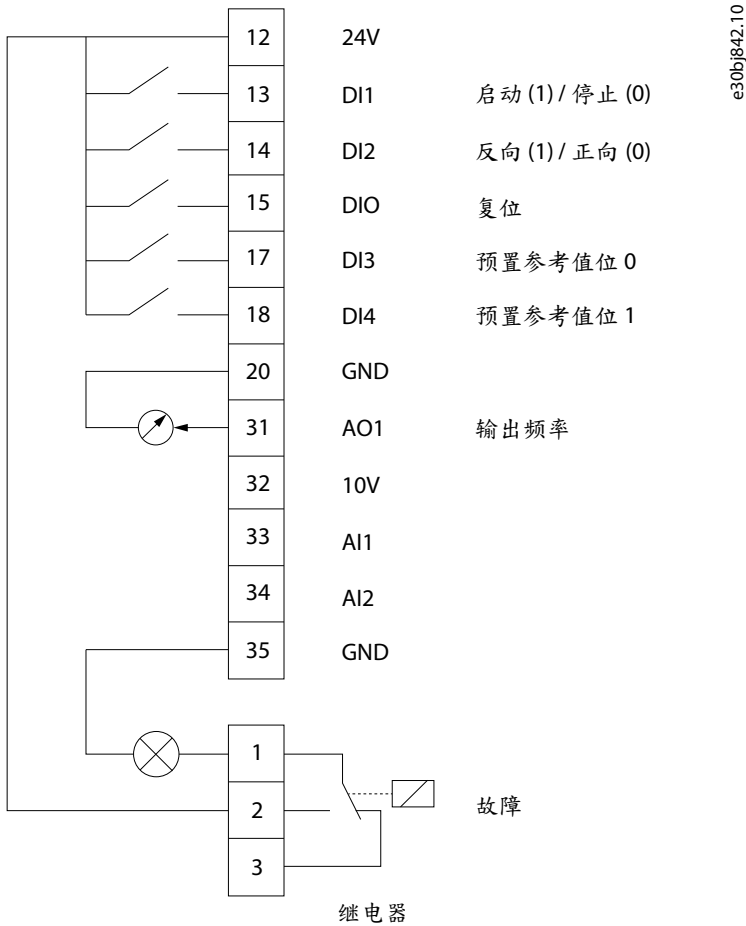 e30bj842.10
12 24V
13 DI1 启动 (1) / 停止 (0)
14 DI2 反向 (1) / 正向 (0)
15 DIO 复位
17 DI3 预置参考值位 0
18 DI4 预置参考值位 1
20 GND
31 AO1 输出频率
32 10V
33 AI1
34 AI2
35 GND
1
2 故障
3
继电器